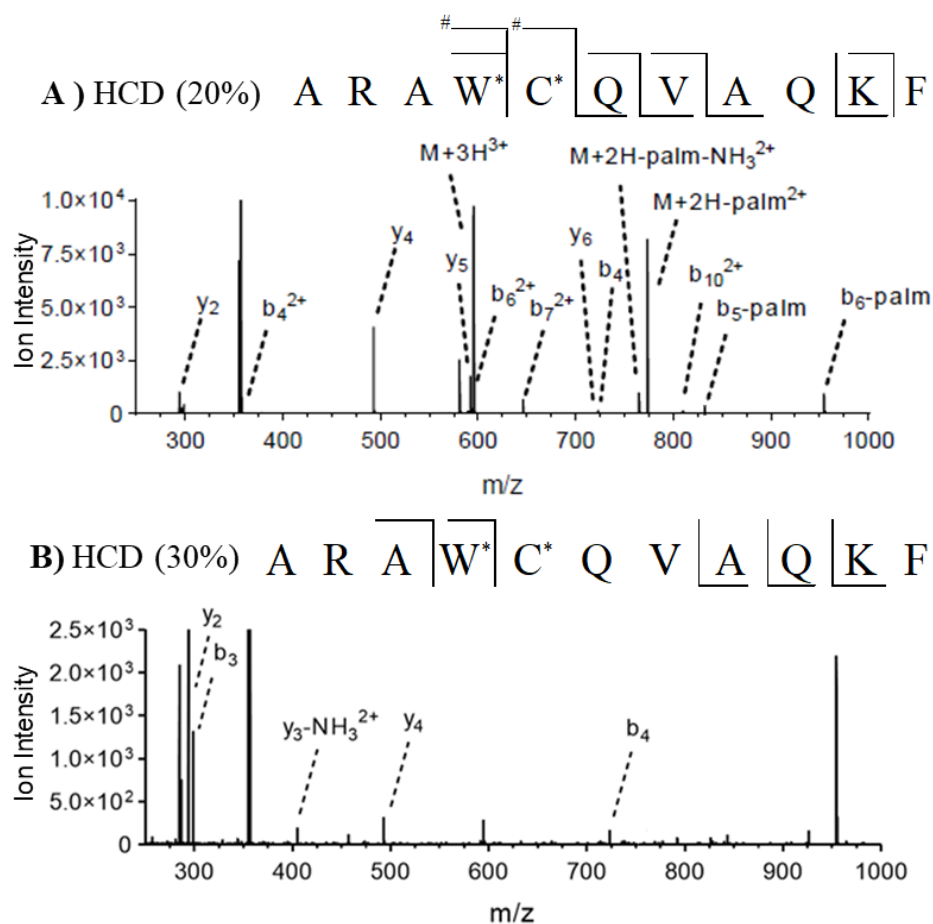 # #
A ) HCD (20%) A R A W* C* Q V A Q K F
M+3H³⁺ M+2H-palm-NH₃²⁺
M+2H-palm²⁺
1.0×10⁴
y₄ y₆
7.5×10³
y₅ b₄ b₁₀²⁺
5.0×10³ y₂ b₄²⁺ b₆²⁺ b₇²⁺ b₅-palm b₆-palm
2.5×10³
0
Ion Intensity
300 400 500 600 700 800 900 1000
m/z
B) HCD (30%) A R A W* C* Q V A Q K F
2.5×10³ y₂
2.0×10³ b₃
1.5×10³
y₃-NH₃²⁺ y₄ b₄
1.0×10³
5.0×10²
0
Ion Intensity
300 400 500 600 700 800 900 1000
m/z